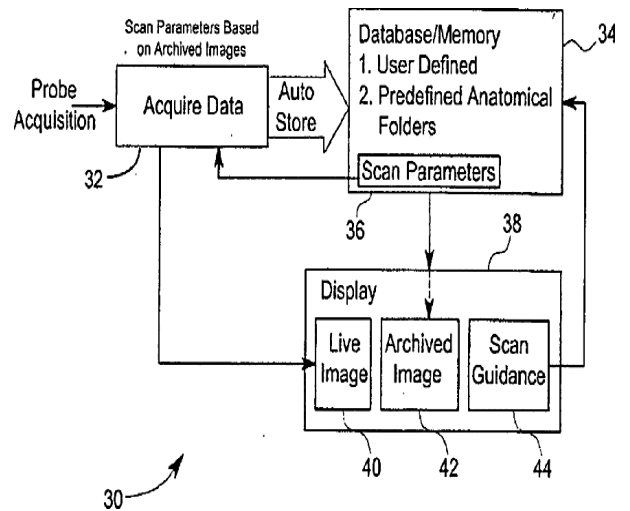 Scan Parameters Based
on Archived Images
Probe
Acquisition
Acquire Data
32
Auto
Store
Database/Memory
1. User Defined
2. Predefined Anatomical
Folders
Scan Parameters
34
36
38
Display
Live
Image
Archived
Image
Scan
Guidance
40
42
44
30